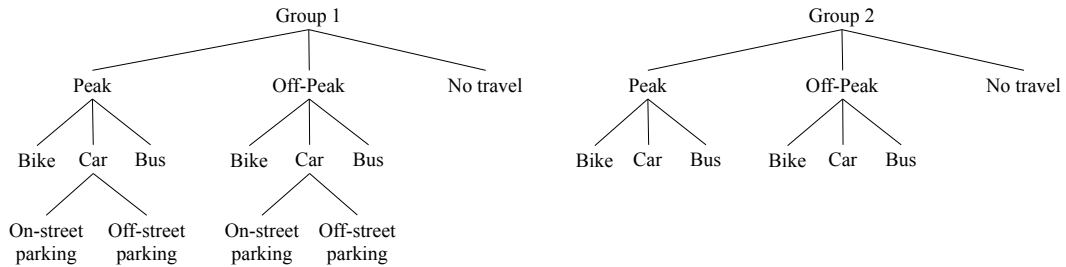 Group 1 Group 2
Peak Off-Peak No travel Peak Off-Peak No travel
Bike Car Bus Bike Car Bus Bike Car Bus Bike Car Bus
On-street parking Off-street parking On-street parking Off-street parking